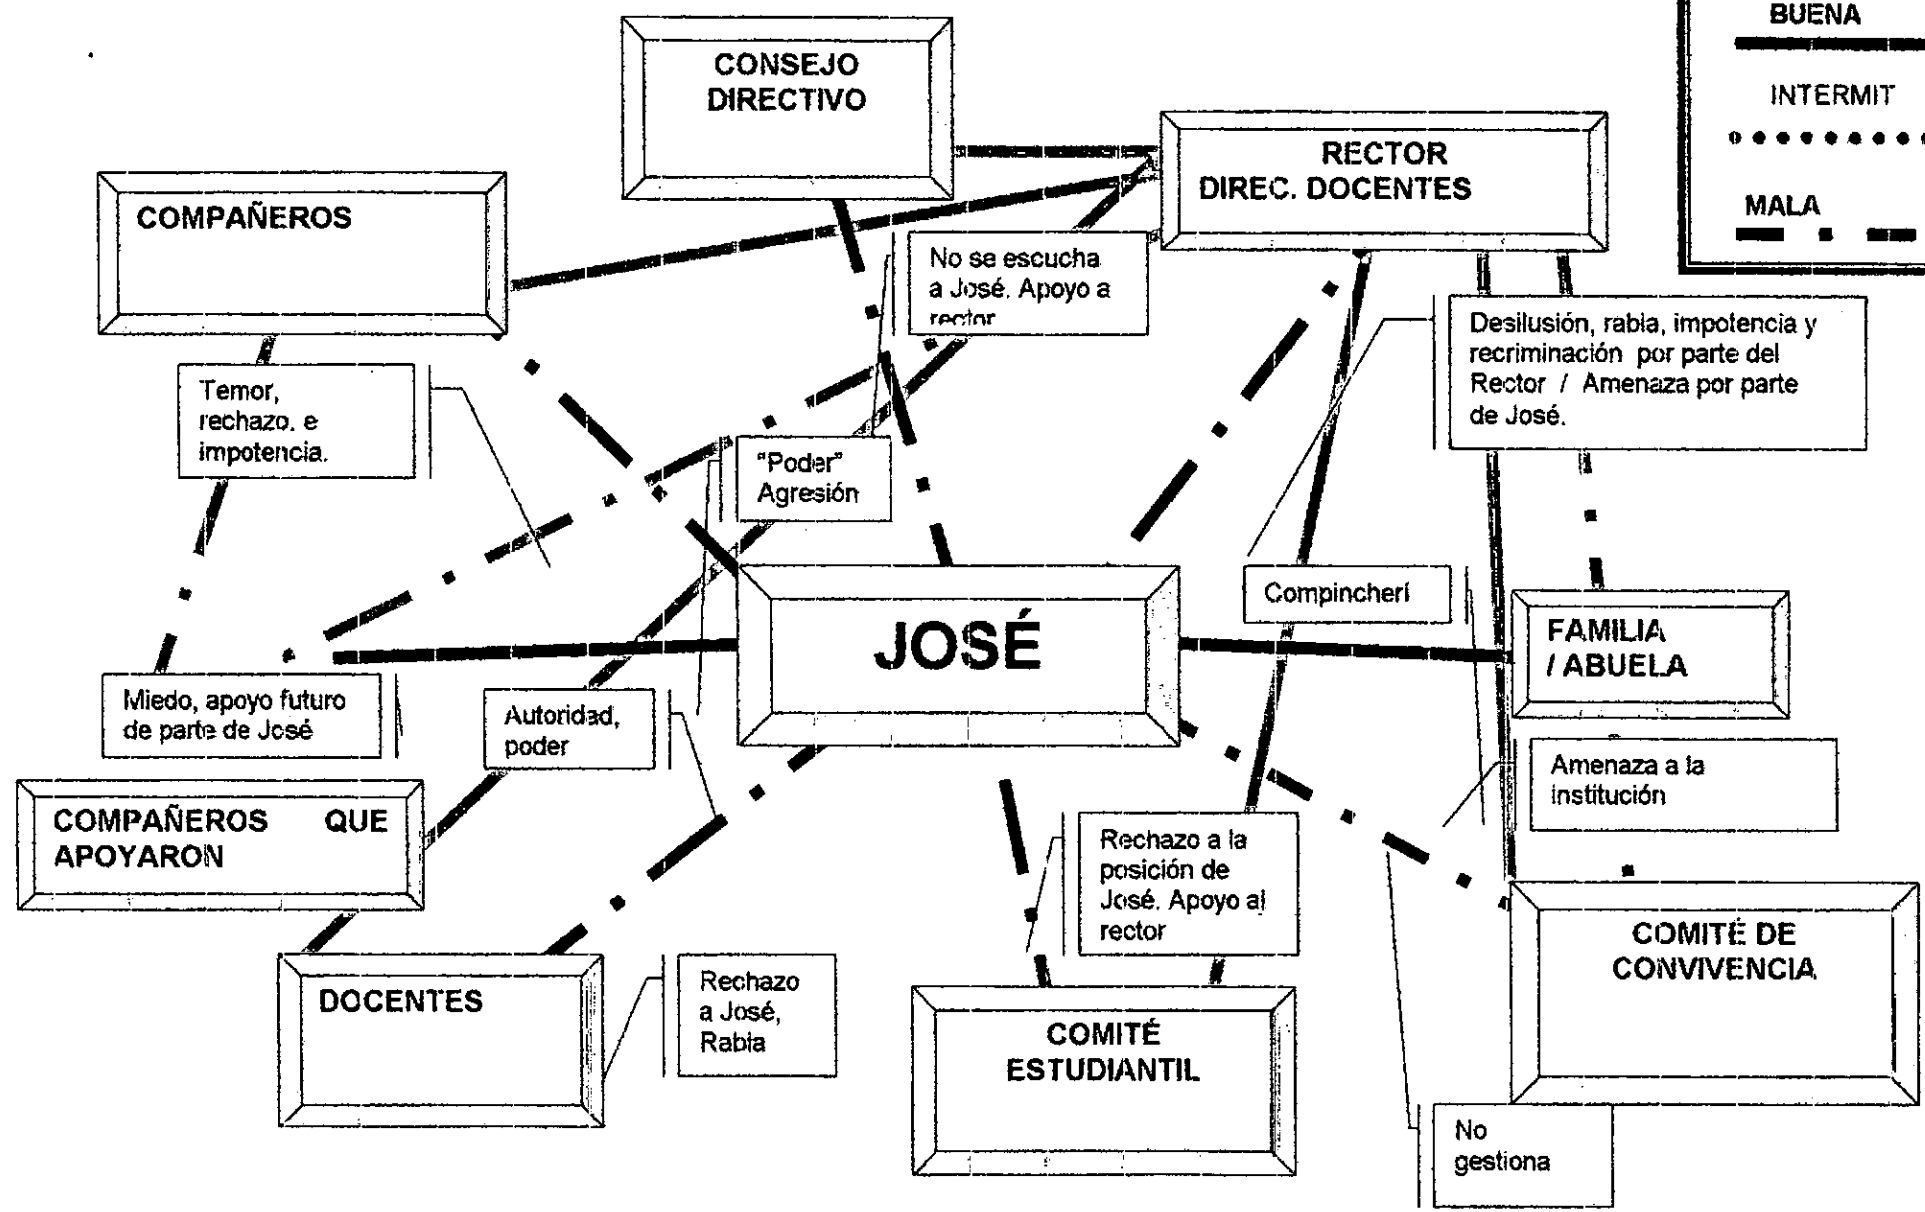 BUENA
INTERMIT
MALA
CONSEJO
DIRECTIVO
RECTOR
DIREC. DOCENTES
COMPAÑEROS
No se escucha
a José. Apoyo a
rector
Desilusión, rabia, impotencia y
recriminación por parte del
Rector / Amenaza por parte
de José.
Temor,
rechazo, e
impotencia.
"Poder"
Agresión
JOSÉ
Compincherí
FAMILIA
/ ABUELA
Miedo, apoyo futuro
de parte de José
Autoridad,
poder
Amenaza a la
institución
COMPAÑEROS QUE
APOYARON
Rechazo a la
posición de
José. Apoyo al
rector
COMITÉ DE
CONVIVENCIA
DOCENTES
Rechazo
a José,
Rabia
COMITÉ
ESTUDIANTIL
No
gestiona